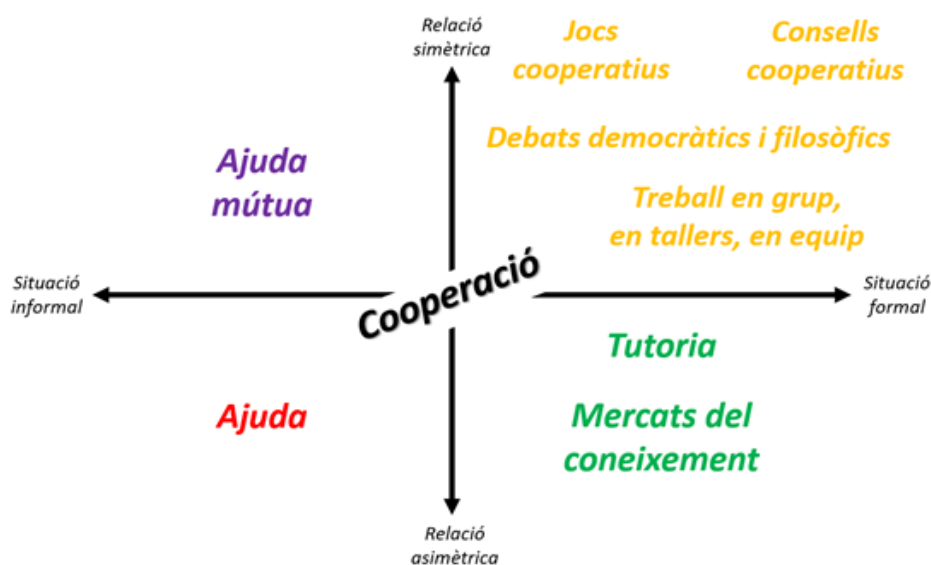 Relació
simètrica
Jocs
cooperatius
Consells
cooperatius
Debats democràtics i filosòfics
Ajuda
mútua
Treball en grup,
en tallers, en equip
Situació
informal
Cooperació
Situació
formal
Tutoria
Ajuda
Mercats del
coneixement
Relació
asimètrica